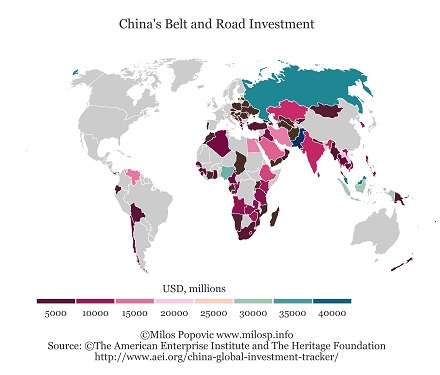 China's Belt and Road Investment
USD, millions
5000 10000 15000 20000 25000 30000 35000 40000
©Milos Popovic www.milosp.info
Source: ©The American Enterprise Institute and The Heritage Foundation
http://www.aei.org/china-global-investment-tracker/